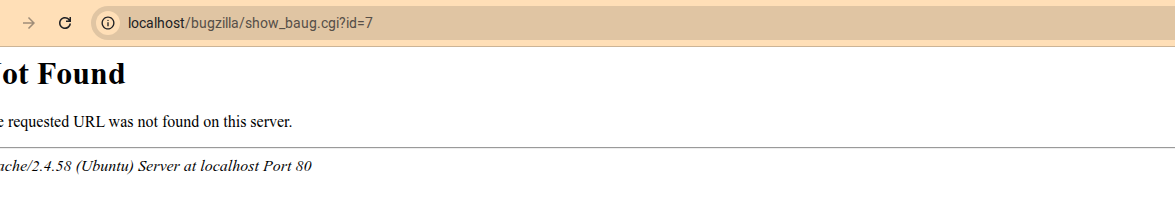 localhost/bugzilla/show_baug.cgi?id=7
ot Found
e requested URL was not found on this server.
ache/2.4.58 (Ubuntu) Server at localhost Port 80